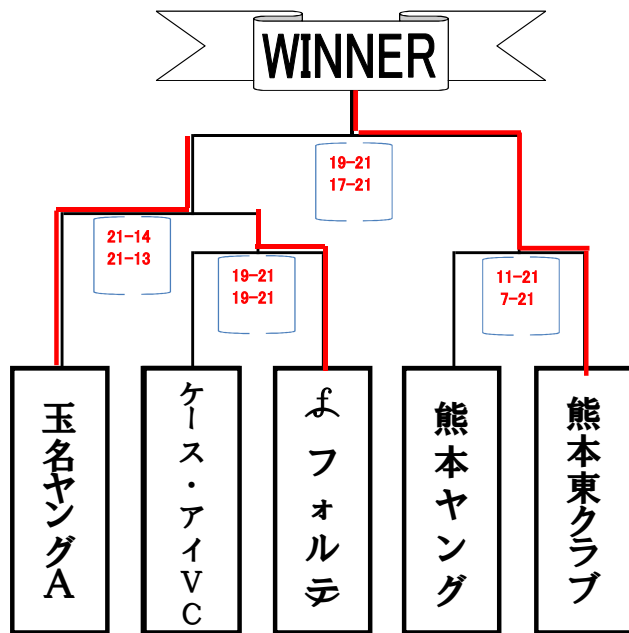 WINNER
19-21
17-21
21-14
21-13
19-21
19-21
11-21
7-21
玉名ヤングA
ケース・アイVC
フォルテ
熊本ヤング
熊本東クラブ